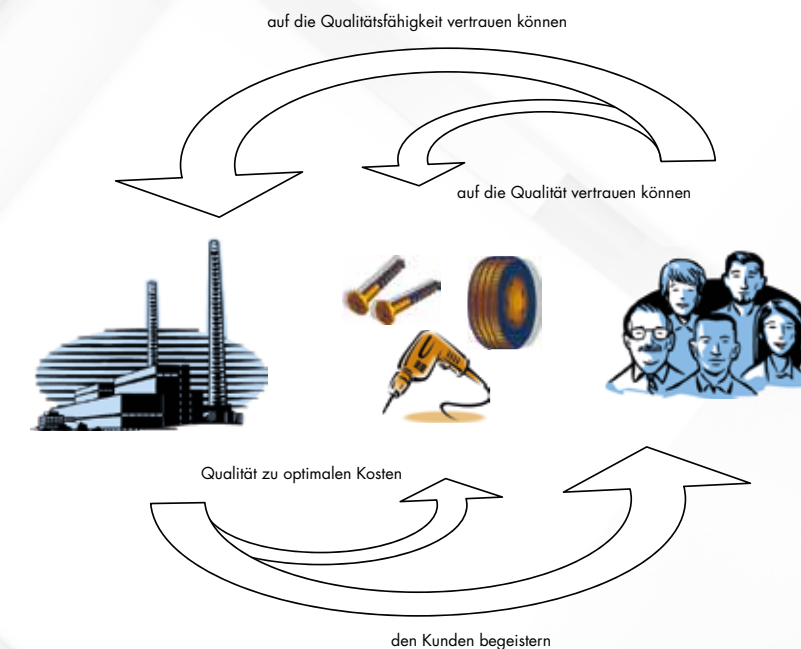 auf die Qualitätsfähigkeit vertrauen können
auf die Qualität vertrauen können
Qualität zu optimalen Kosten
den Kunden begeistern